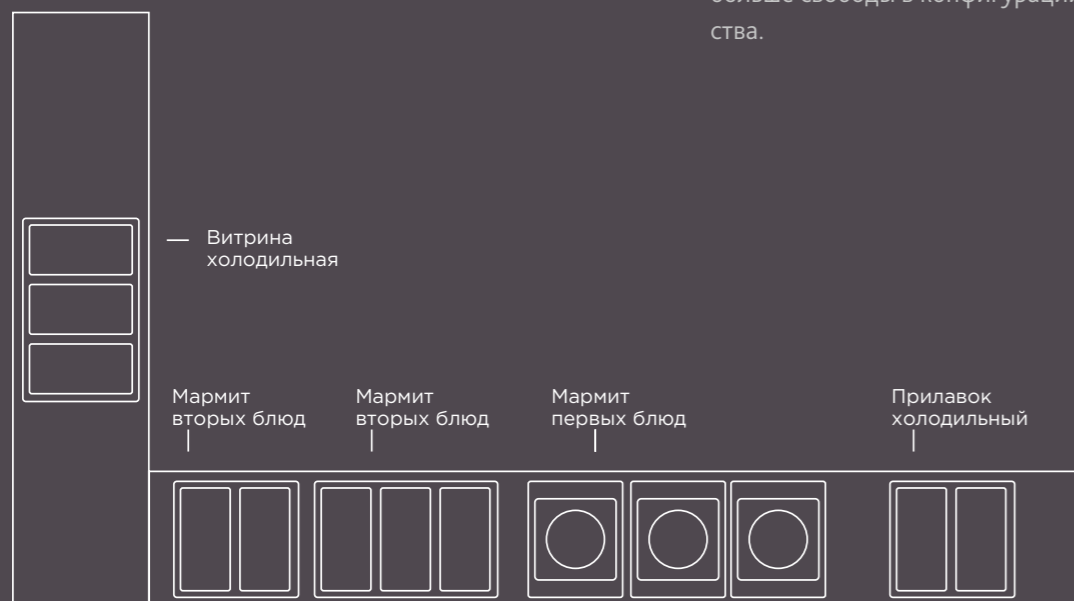 ства.
Витрина
холодильная
Мармит
вторых блюд
Мармит
вторых блюд
Мармит
первых блюд
Прилавок
холодильный